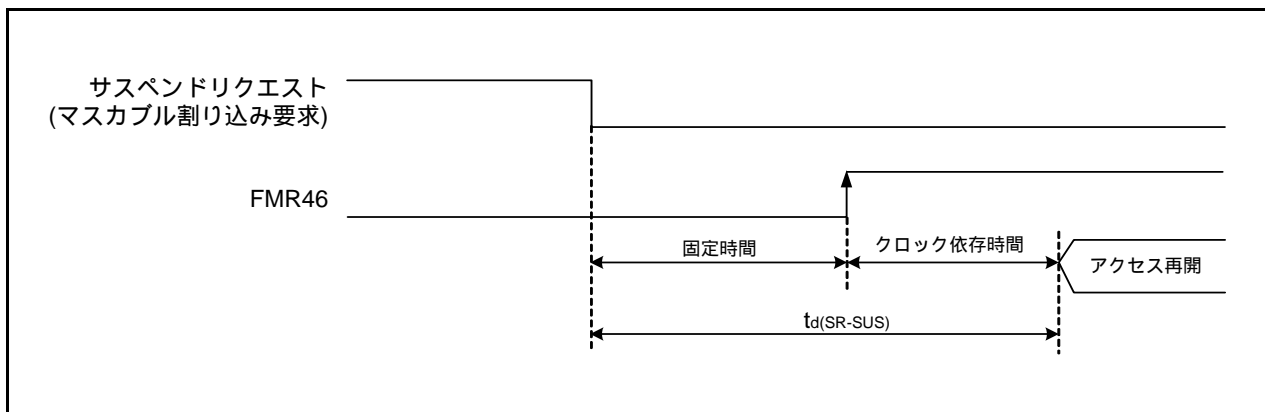 サスペンドリクエスト
(マスカブル割り込み要求)
FMR46
固定時間
クロック依存時間
アクセス再開
td(SR-SUS)